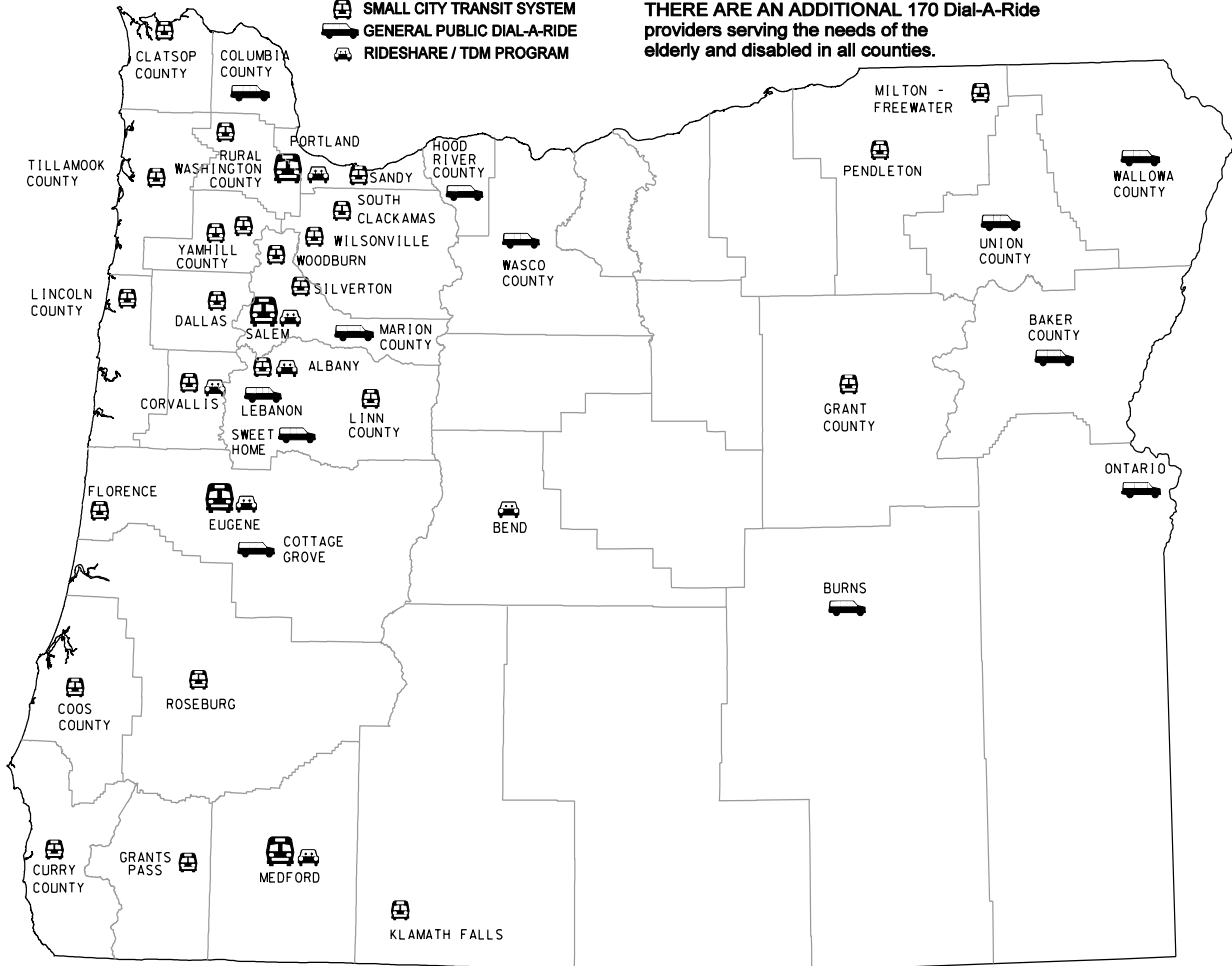 SMALL CITY TRANSIT SYSTEM
GENERAL PUBLIC DIAL-A-RIDE
RIDESHARE / TDM PROGRAM
THERE ARE AN ADDITIONAL 170 Dial-A-Ride
providers serving the needs of the
elderly and disabled in all counties.
CLATSOP
COUNTY
COLUMBIA
COUNTY
MILTON -
FREEWATER
PORTLAND
HOOD
RIVER
COUNTY
TILLAMOOK
COUNTY
RURAL
WASHINGTON
COUNTY
SANDY
PENDLETON
WALLOWA
COUNTY
SOUTH
CLACKAMAS
YAMHILL
COUNTY
WILSONVILLE
WOODBURN
WASCO
COUNTY
UNION
COUNTY
LINCOLN
COUNTY
SILVERTON
DALLAS
SALEM
MARION
COUNTY
BAKER
COUNTY
ALBANY
CORVALLIS
LEBANON
LINN
COUNTY
GRANT
COUNTY
SWEET
HOME
ONTARIO
FLORENCE
EUGENE
BEND
COTTAGE
GROVE
BURNS
COOS
COUNTY
ROSEBURG
CURRY
COUNTY
GRANTS
PASS
MEDFORD
KLAMATH FALLS